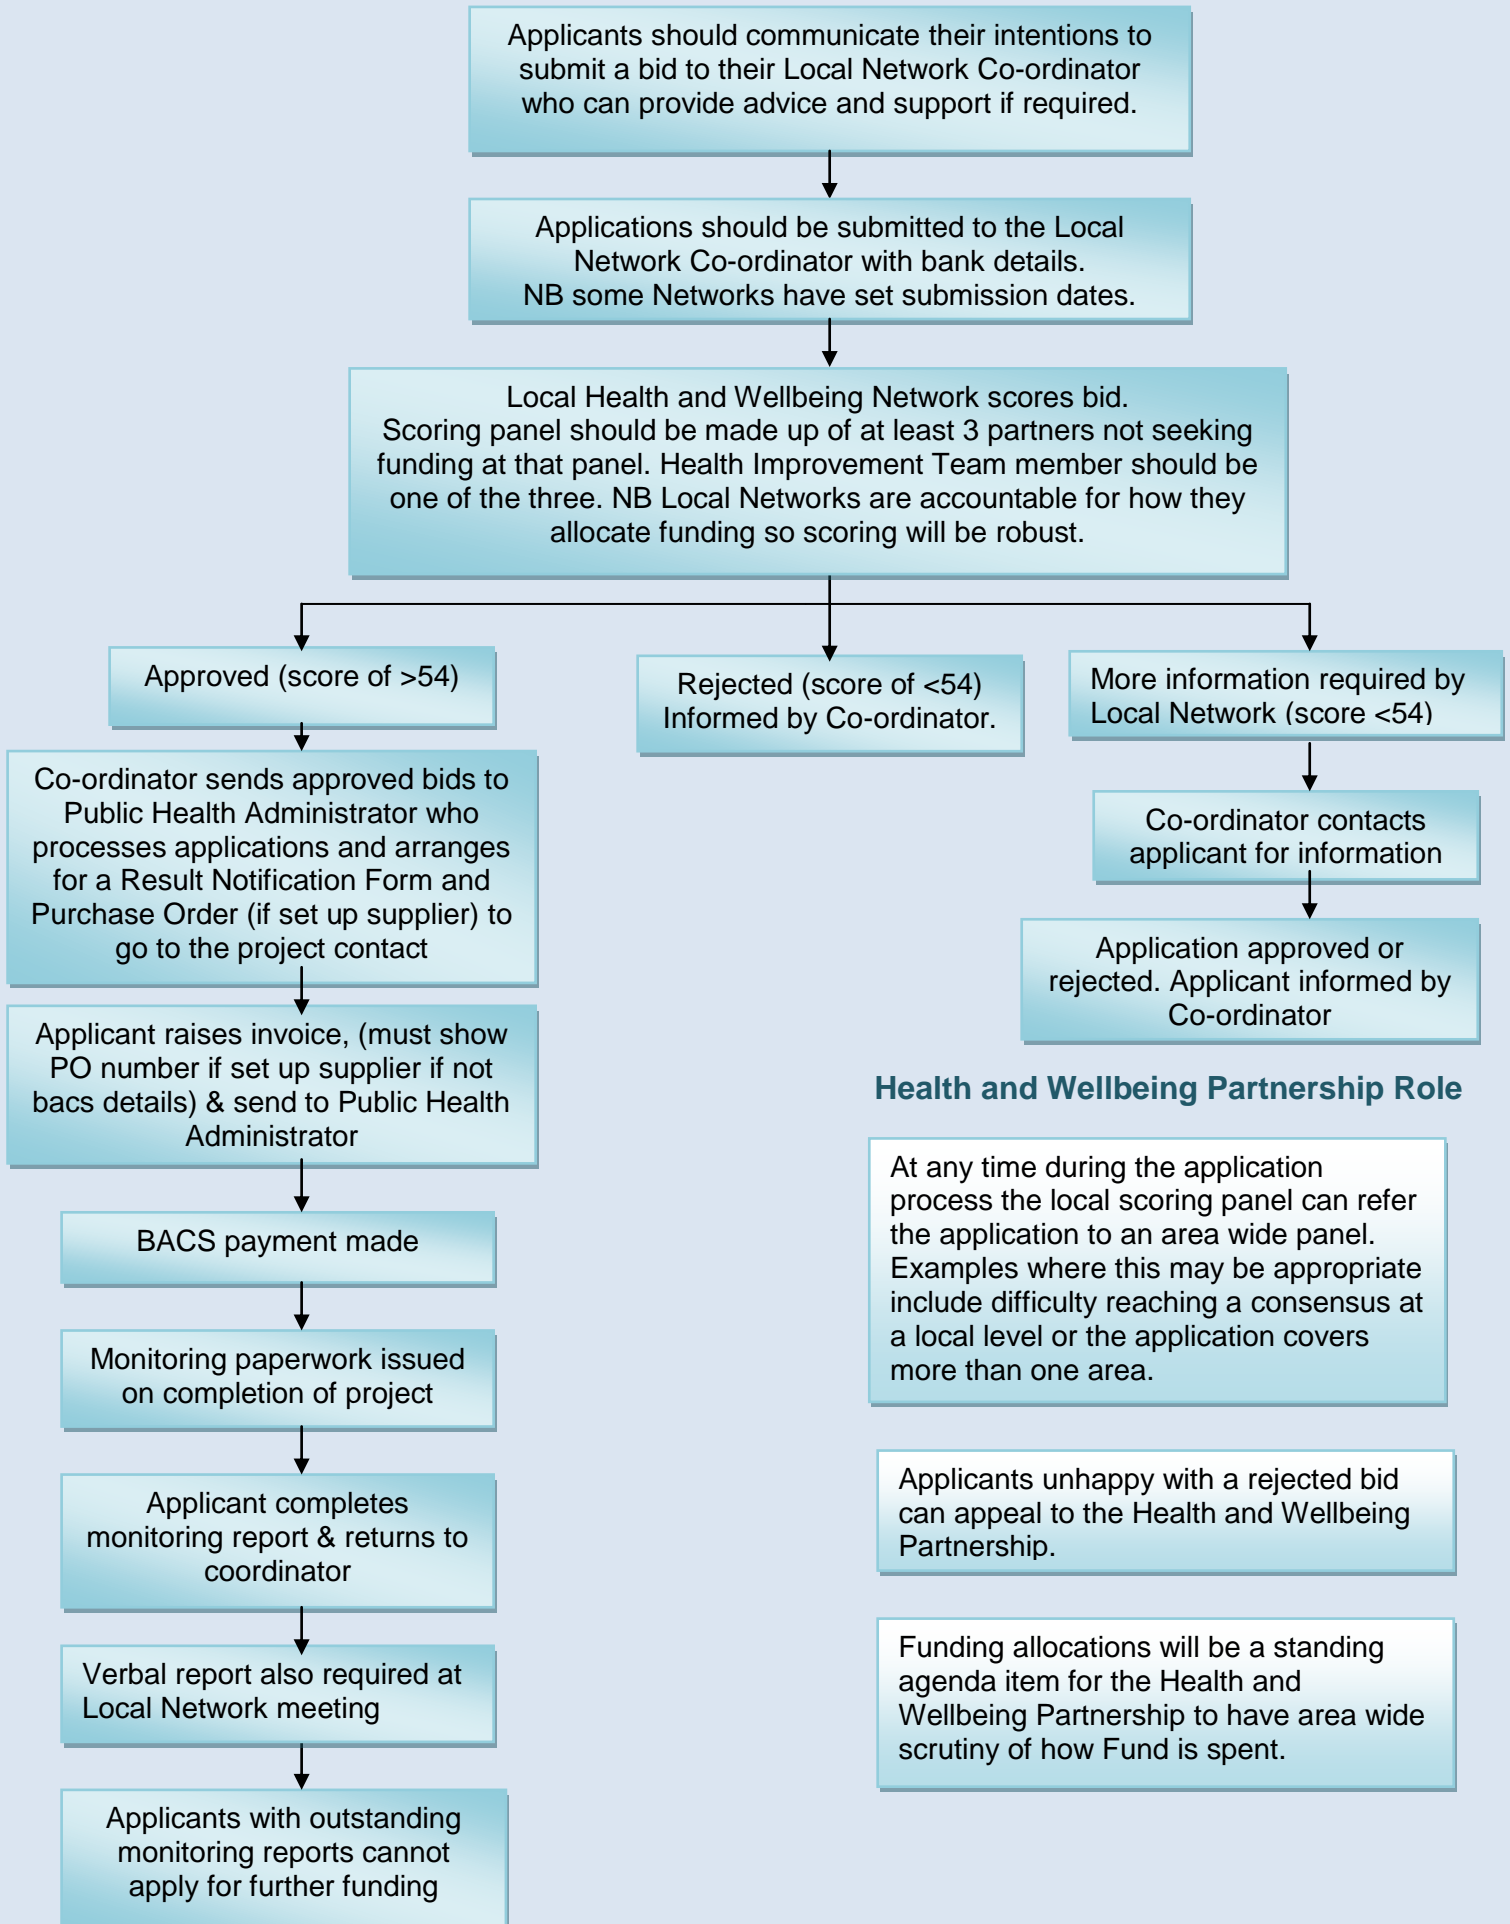 Applicants should communicate their intentions to
submit a bid to their Local Network Co-ordinator
who can provide advice and support if required.
Applications should be submitted to the Local
Network Co-ordinator with bank details.
NB some Networks have set submission dates.
Local Health and Wellbeing Network scores bid.
Scoring panel should be made up of at least 3 partners not seeking
funding at that panel. Health Improvement Team member should be
one of the three. NB Local Networks are accountable for how they
allocate funding so scoring will be robust.
Approved (score of >54)
Co-ordinator sends approved bids to
Public Health Administrator who
processes applications and arranges
for a Result Notification Form and
Purchase Order (if set up supplier) to
go to the project contact
Applicant raises invoice, (must show
PO number if set up supplier if not
bacs details) & send to Public Health
Administrator
BACS payment made
Monitoring paperwork issued
on completion of project
Applicant completes
monitoring report & returns to
coordinator
Verbal report also required at
Local Network meeting
Applicants with outstanding
monitoring reports cannot
apply for further funding
Rejected (score of <54)
Informed by Co-ordinator.
More information required by
Local Network (score <54)
Co-ordinator contacts
applicant for information
Application approved or
rejected. Applicant informed by
Co-ordinator
Health and Wellbeing Partnership Role
At any time during the application
process the local scoring panel can refer
the application to an area wide panel.
Examples where this may be appropriate
include difficulty reaching a consensus at
a local level or the application covers
more than one area.
Applicants unhappy with a rejected bid
can appeal to the Health and Wellbeing
Partnership.
Funding allocations will be a standing
agenda item for the Health and
Wellbeing Partnership to have area wide
scrutiny of how Fund is spent.